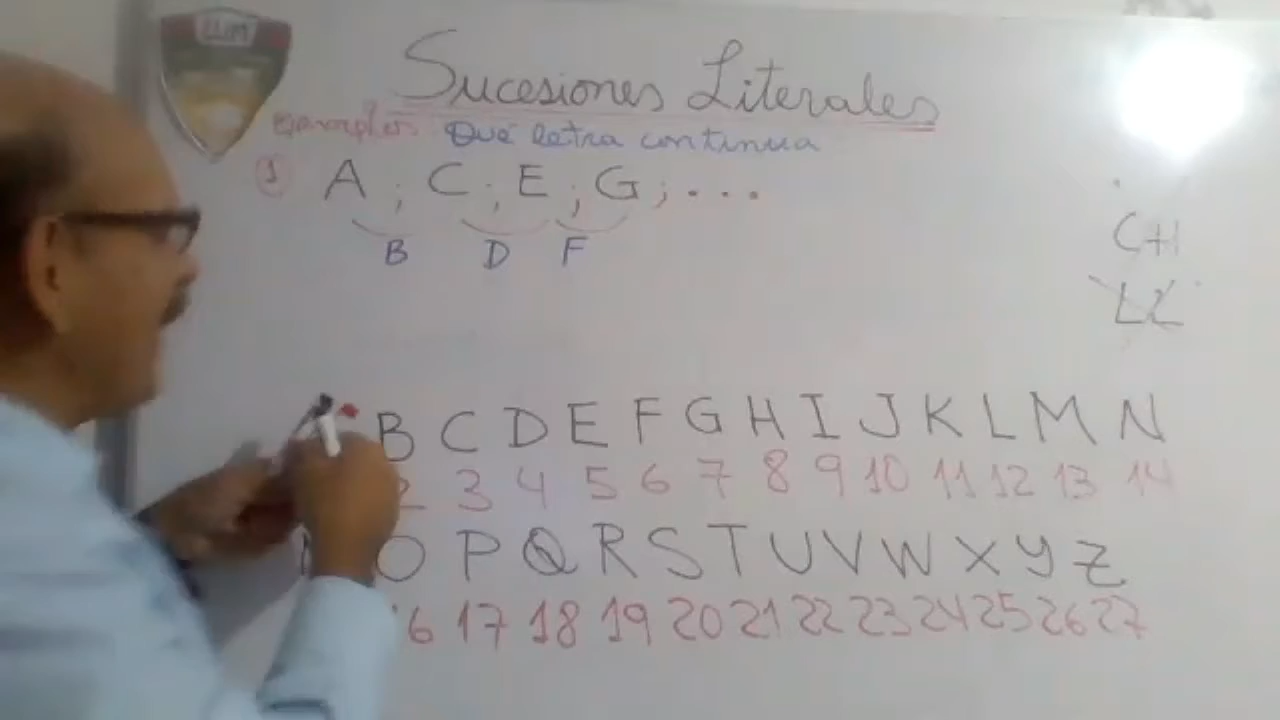 LLIM
Sucesiones Literales
ejemplos: Qué letra continua
1 A ; C ; E ; G ; ...
B D F
CH
LL
B C D E F G H I J K L M N
2 3 4 5 6 7 8 9 10 11 12 13 14
O P Q R S T U V W X Y Z
16 17 18 19 20 21 22 23 24 25 26 27